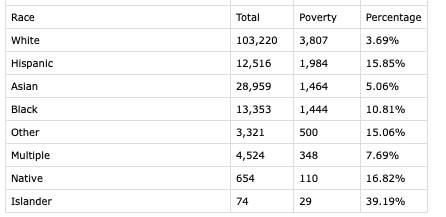 Race Total Poverty Percentage
White 103,220 3,807 3.69%
Hispanic 12,516 1,984 15.85%
Asian 28,959 1,464 5.06%
Black 13,353 1,444 10.81%
Other 3,321 500 15.06%
Multiple 4,524 348 7.69%
Native 654 110 16.82%
Islander 74 29 39.19%